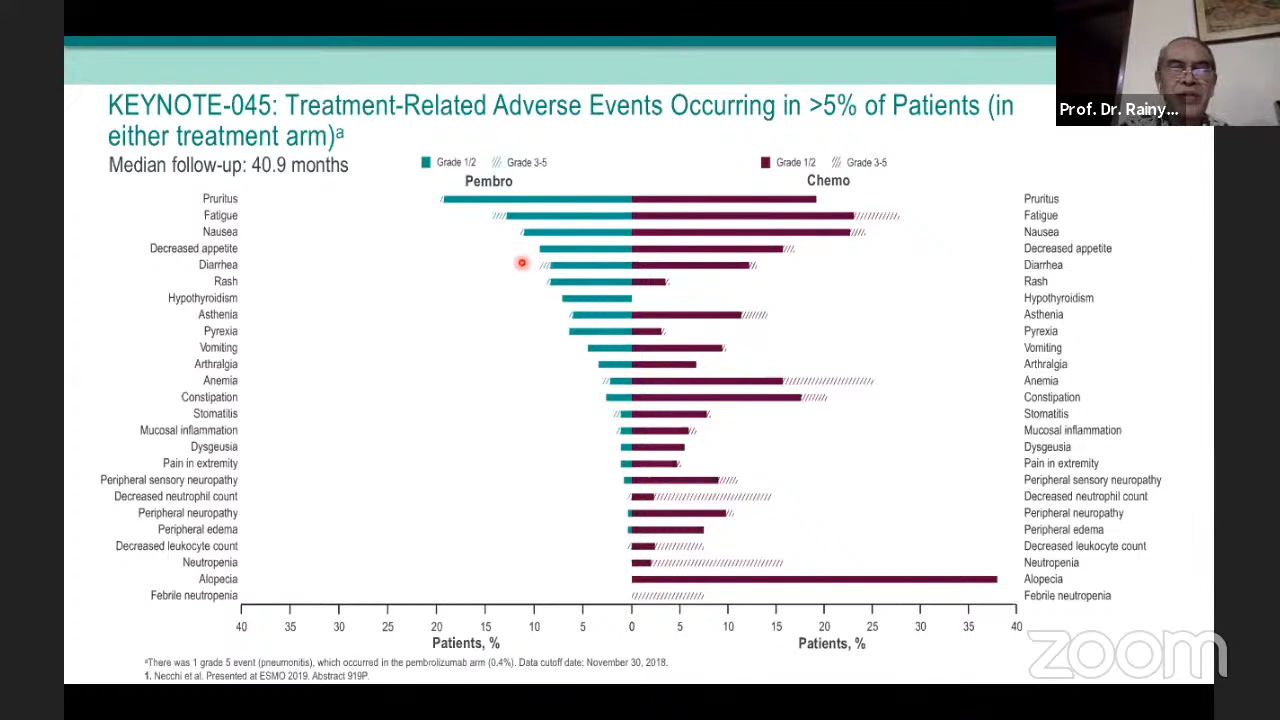 Prof. Dr. Rainy...
KEYNOTE-045: Treatment-Related Adverse Events Occurring in >5% of Patients (in
either treatment arm)ª
Median follow-up: 40.9 months
Grade 1/2 Grade 3-5 Grade 1/2 Grade 3-5
Pembro Chemo
Pruritus Pruritus
Fatigue Fatigue
Nausea Nausea
Decreased appetite Decreased appetite
Diarrhea Diarrhea
Rash Rash
Hypothyroidism Hypothyroidism
Asthenia Asthenia
Pyrexia Pyrexia
Vomiting Vomiting
Arthralgia Arthralgia
Anemia Anemia
Constipation Constipation
Stomatitis Stomatitis
Mucosal inflammation Mucosal inflammation
Dysgeusia Dysgeusia
Pain in extremity Pain in extremity
Peripheral sensory neuropathy Peripheral sensory neuropathy
Decreased neutrophil count Decreased neutrophil count
Peripheral neuropathy Peripheral neuropathy
Peripheral edema Peripheral edema
Decreased leukocyte count Decreased leukocyte count
Neutropenia Neutropenia
Alopecia Alopecia
Febrile neutropenia Febrile neutropenia
40 35 30 25 20 15 10 5 0 5 10 15 20 25 30 35 40
Patients, % Patients, %
ªThere was 1 grade 5 event (pneumonitis), which occurred in the pembrolizumab arm (0.4%). Data cutoff date: November 30, 2018.
1. Necchi et al. Presented at ESMO 2019. Abstract 919P.
zoom